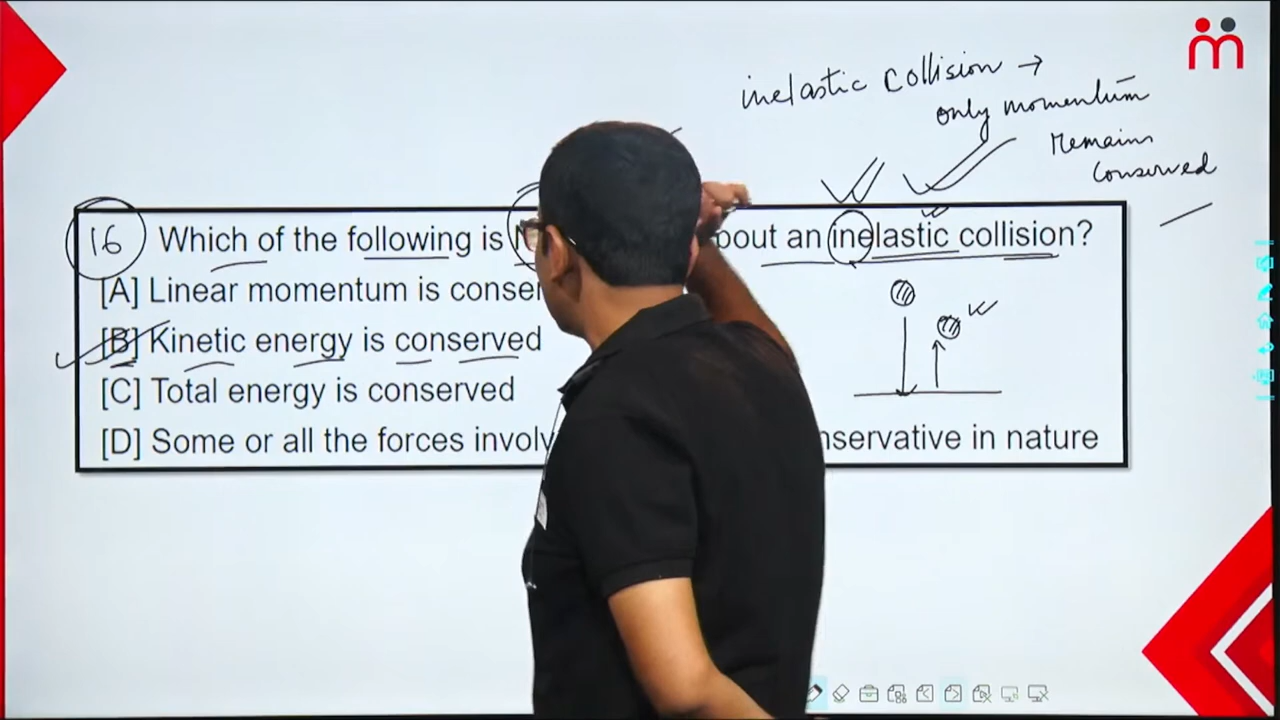 inelastic collision →
only momentum
remains
conserved
16 Which of the following is about an inelastic collision?
[A] Linear momentum is conser
[B] Kinetic energy is conserved
[C] Total energy is conserved
[D] Some or all the forces involv nservative in nature